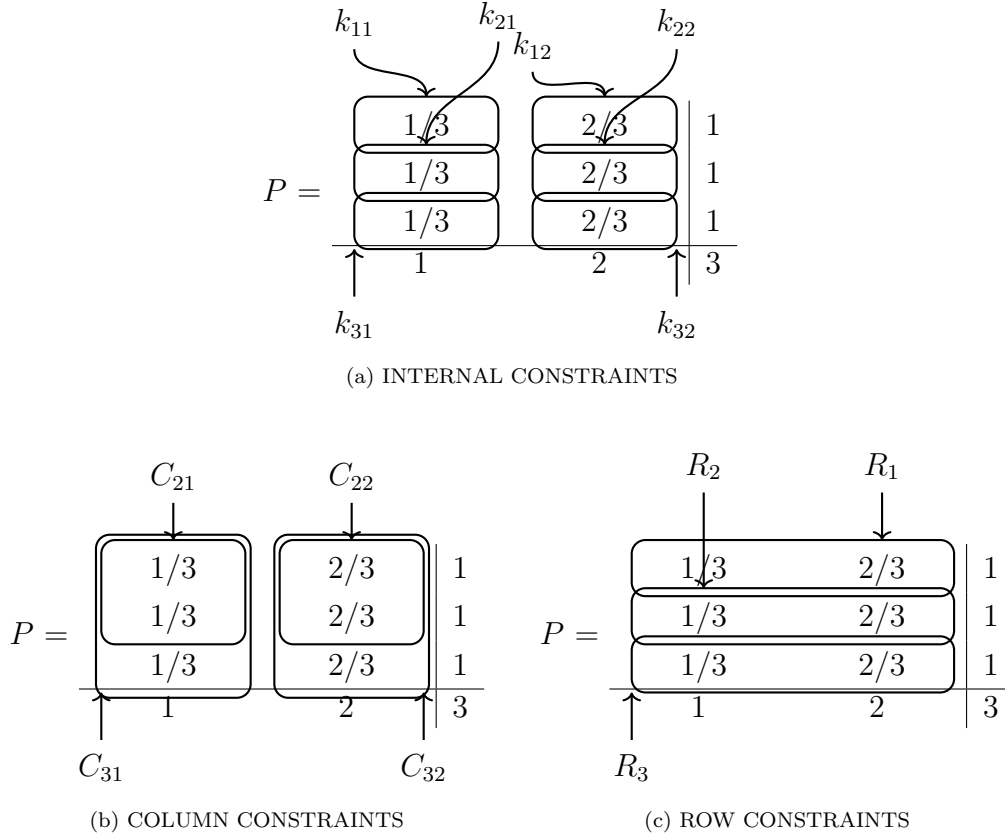 k11 k21 k12 k22
1/3 2/3 1
P = 1/3 2/3 1
1/3 2/3 1
1 2 3
k31 k32
(a) INTERNAL CONSTRAINTS
C21 C22
1/3 2/3 1
P = 1/3 2/3 1
1/3 2/3 1
1 2 3
C31 C32
(b) COLUMN CONSTRAINTS
R2 R1
1/3 2/3 1
P = 1/3 2/3 1
1/3 2/3 1
1 2 3
R3
(c) ROW CONSTRAINTS